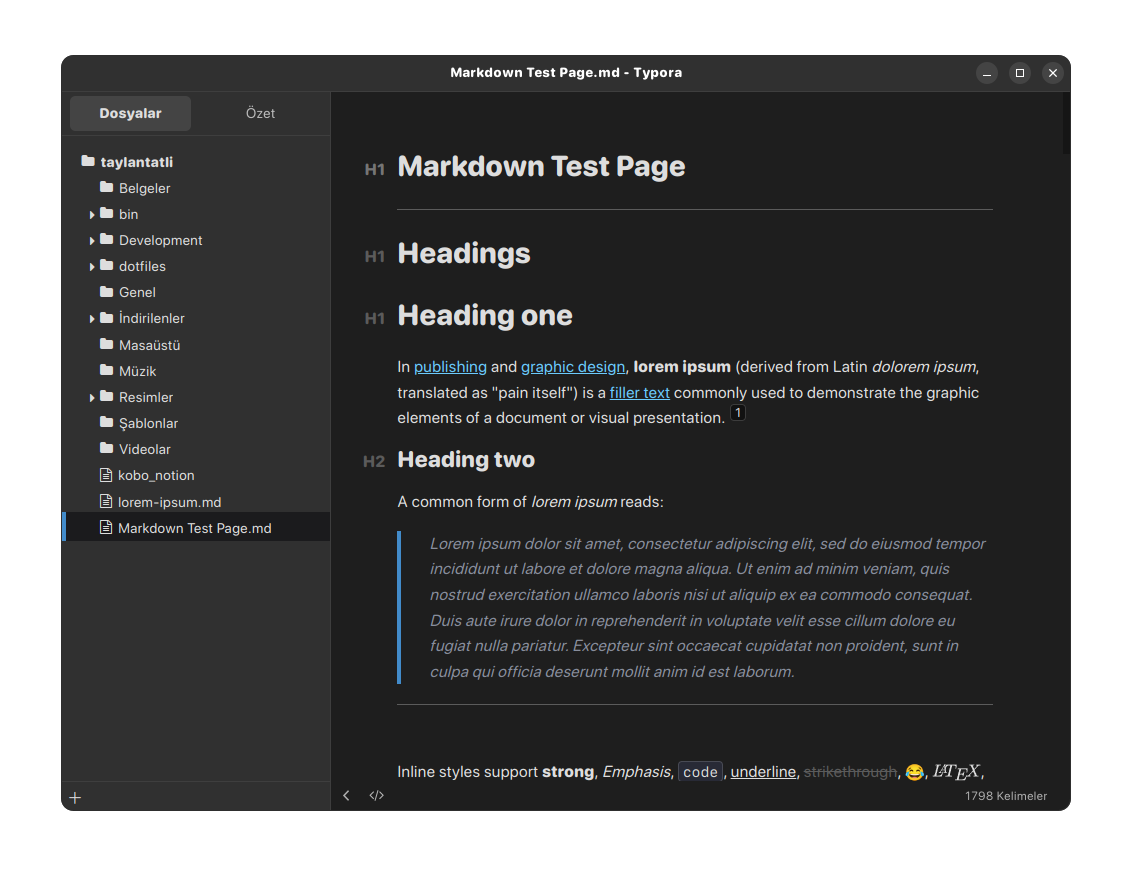 Markdown Test Page.md - Typora
Dosyalar
Özet
taylantatli
Belgeler
bin
Development
dotfiles
Genel
İndirilenler
Masaüstü
Müzik
Resimler
Şablonlar
Videolar
kobo_notion
lorem-ipsum.md
Markdown Test Page.md
H1 Markdown Test Page
H1 Headings
H1 Heading one
In publishing and graphic design, lorem ipsum (derived from Latin dolorem ipsum,
translated as "pain itself") is a filler text commonly used to demonstrate the graphic
elements of a document or visual presentation. 1
H2 Heading two
A common form of lorem ipsum reads:
Lorem ipsum dolor sit amet, consectetur adipiscing elit, sed do eiusmod tempor
incididunt ut labore et dolore magna aliqua. Ut enim ad minim veniam, quis
nostrud exercitation ullamco laboris nisi ut aliquip ex ea commodo consequat.
Duis aute irure dolor in reprehenderit in voluptate velit esse cillum dolore eu
fugiat nulla pariatur. Excepteur sint occaecat cupidatat non proident, sunt in
culpa qui officia deserunt mollit anim id est laborum.
Inline styles support strong, Emphasis, code, underline, strikethrough, 😂, LATEX,
+
</>
1798 Kelimeler